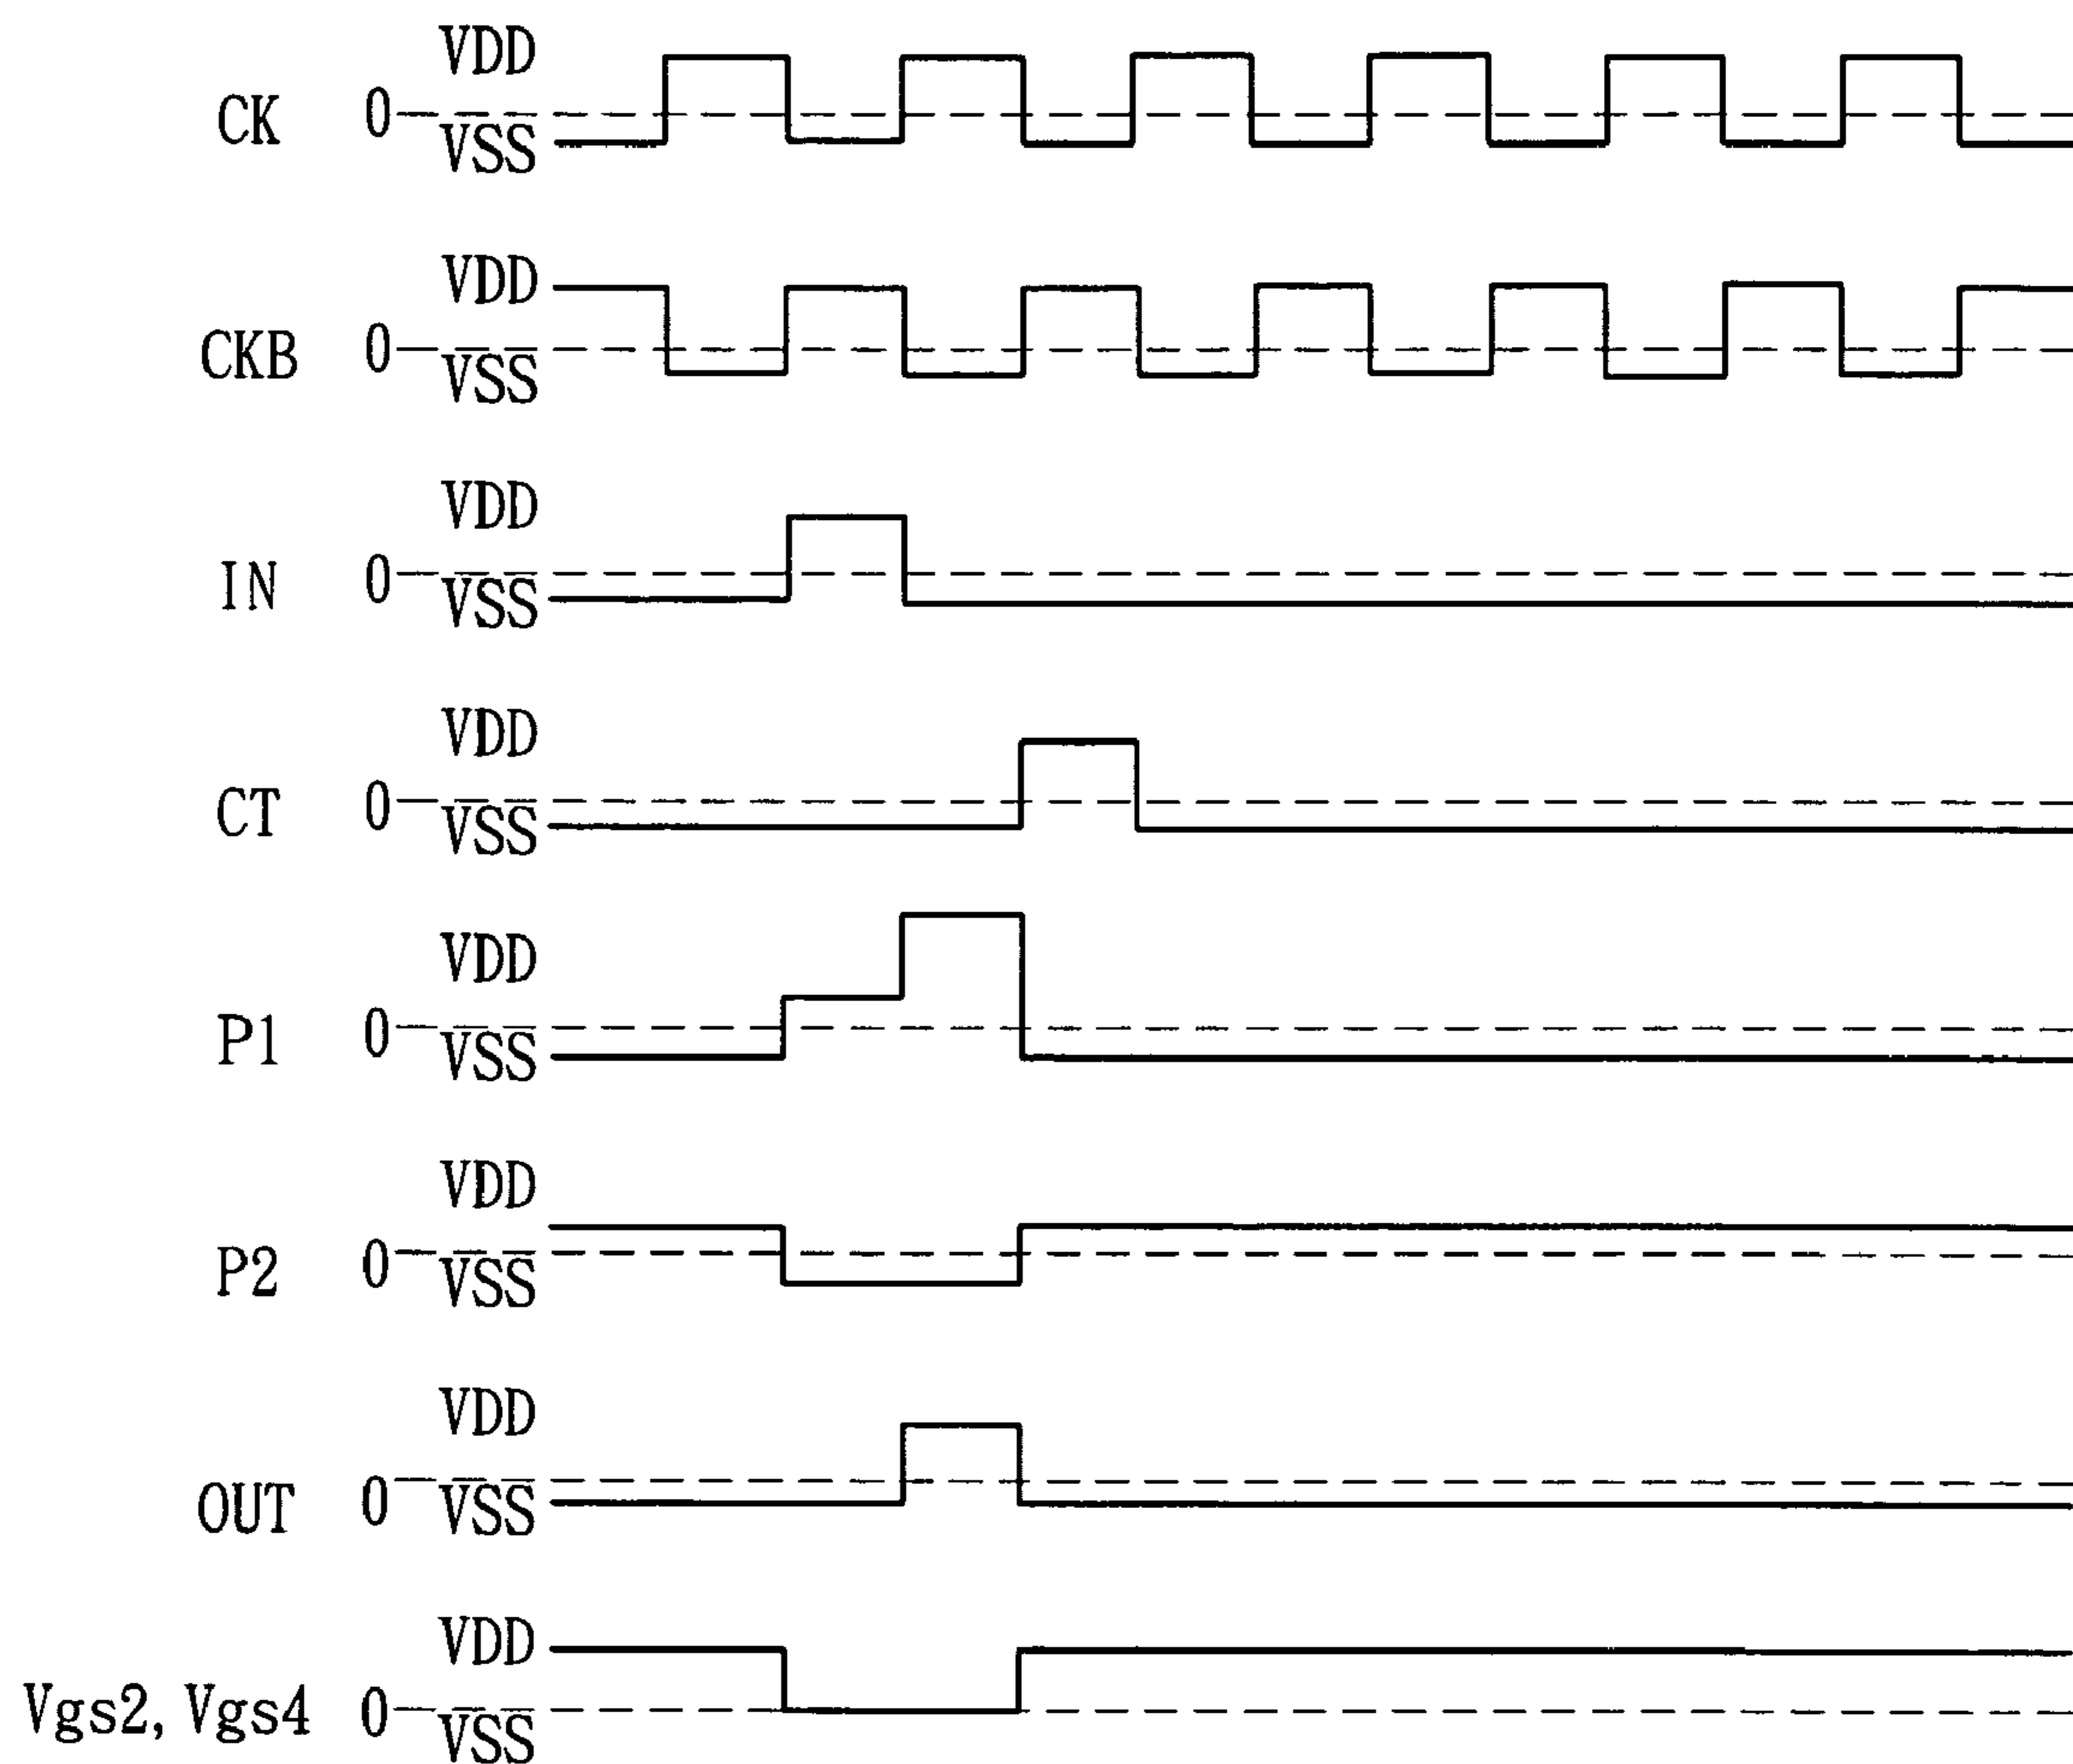 VDD
CK 0
VSS
VDD
CKB 0
VSS
VDD
IN 0
VSS
VDD
CT 0
VSS
VDD
P1 0
VSS
VDD
P2 0
VSS
VDD
OUT 0
VSS
VDD
Vgs2, Vgs4 0
VSS